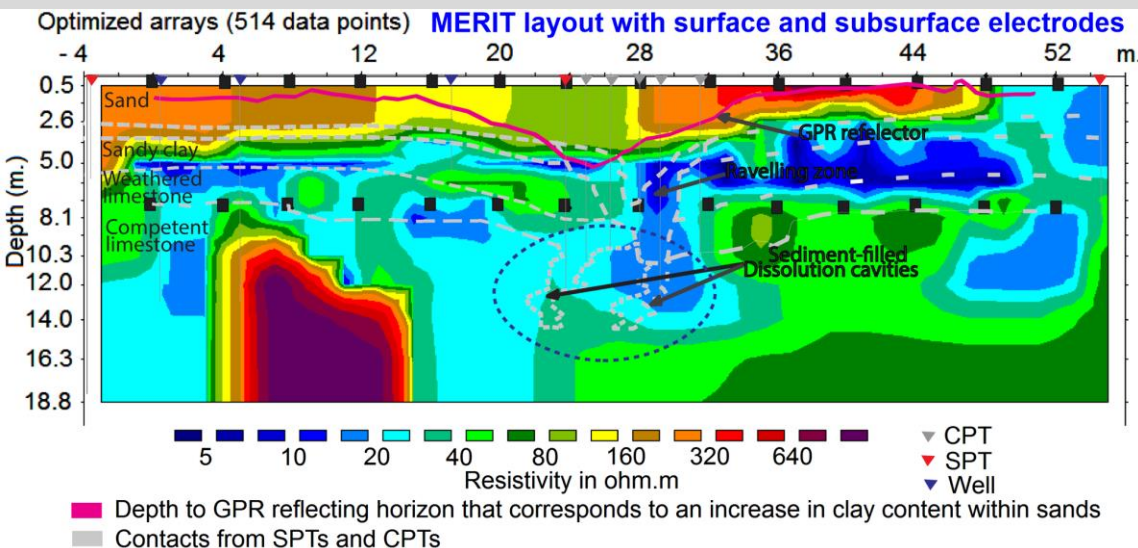 Optimized arrays (514 data points) MERIT layout with surface and subsurface electrodes
- 4 4 12 20 28 36 44 52 m.
0.5
2.6
5.0
8.1
10.3
12.0
14.0
16.3
18.8
Depth (m.)
Sand
Sandy clay
Weathered
limestone
Competent
limestone
GPR refelector
Ravelling zone
Sediment-filled
Dissolution cavities
5 10 20 40 80 160 320 640
Resistivity in ohm.m
CPT
SPT
Well
Depth to GPR reflecting horizon that corresponds to an increase in clay content within sands
Contacts from SPTs and CPTs